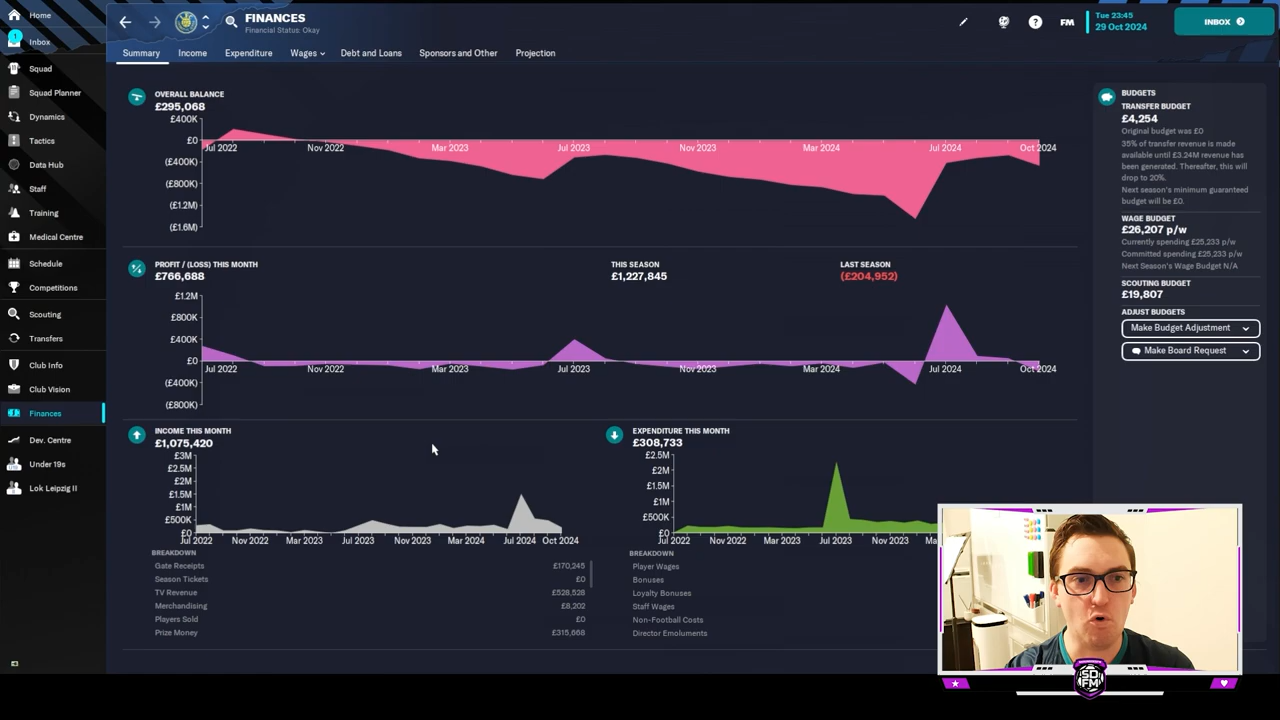 Home
1
Inbox
Squad
Squad Planner
Dynamics
Tactics
Data Hub
Staff
Training
Medical Centre
Schedule
Competitions
Scouting
Transfers
Club Info
Club Vision
Finances
Dev. Centre
Under 19s
Lok Leipzig II
FINANCES
Financial Status: Okay
FM
Tue 23:45
29 Oct 2024
INBOX
Summary
Income
Expenditure
Wages
Debt and Loans
Sponsors and Other
Projection
OVERALL BALANCE
£295,068
£400K
£0
(£400K)
(£800K)
(£1.2M)
(£1.6M)
Jul 2022
Nov 2022
Mar 2023
Jul 2023
Nov 2023
Mar 2024
Jul 2024
Oct 2024
PROFIT / (LOSS) THIS MONTH
£766,688
THIS SEASON
£1,227,845
LAST SEASON
(£204,952)
£1.2M
£800K
£400K
£0
(£400K)
(£800K)
Jul 2022
Nov 2022
Mar 2023
Jul 2023
Nov 2023
Mar 2024
Jul 2024
Oct 2024
INCOME THIS MONTH
£1,075,420
£3M
£2.5M
£2M
£1.5M
£1M
£500K
£0
Jul 2022
Nov 2022
Mar 2023
Jul 2023
Nov 2023
Mar 2024
Jul 2024
Oct 2024
BREAKDOWN
Gate Receipts £170,245
Season Tickets £0
TV Revenue £528,528
Merchandising £8,202
Players Sold £0
Prize Money £315,668
EXPENDITURE THIS MONTH
£308,733
£2.5M
£2M
£1.5M
£1M
£500K
£0
Jul 2022
Nov 2022
Mar 2023
Jul 2023
Nov 2023
BREAKDOWN
Player Wages
Bonuses
Loyalty Bonuses
Staff Wages
Non-Football Costs
Director Emoluments
BUDGETS
TRANSFER BUDGET
£4,254
Original budget was £0
35% of transfer revenue is made
available until £3.24M revenue has
been generated. Thereafter, this will
drop to 20%.
Next season's minimum guaranteed
budget will be £0.
WAGE BUDGET
£26,207 p/w
Currently spending £25,233 p/w
Committed spending £25,233 p/w
Next Season's Wage Budget N/A
SCOUTING BUDGET
£19,807
ADJUST BUDGETS
Make Budget Adjustment
Make Board Request
SD
FM